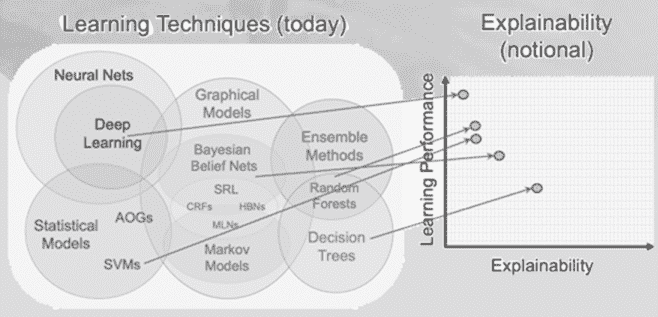 Learning Techniques (today)
Explainability
(notional)
Neural Nets
Graphical
Models
Deep
Learning
Bayesian
Belief Nets
Ensemble
Methods
SRL
Random
Forests
CRFs
HBNs
AOGs
MLNs
Statistical
Models
Decision
Trees
Markov
Models
SVMs
Learning Performance
Explainability